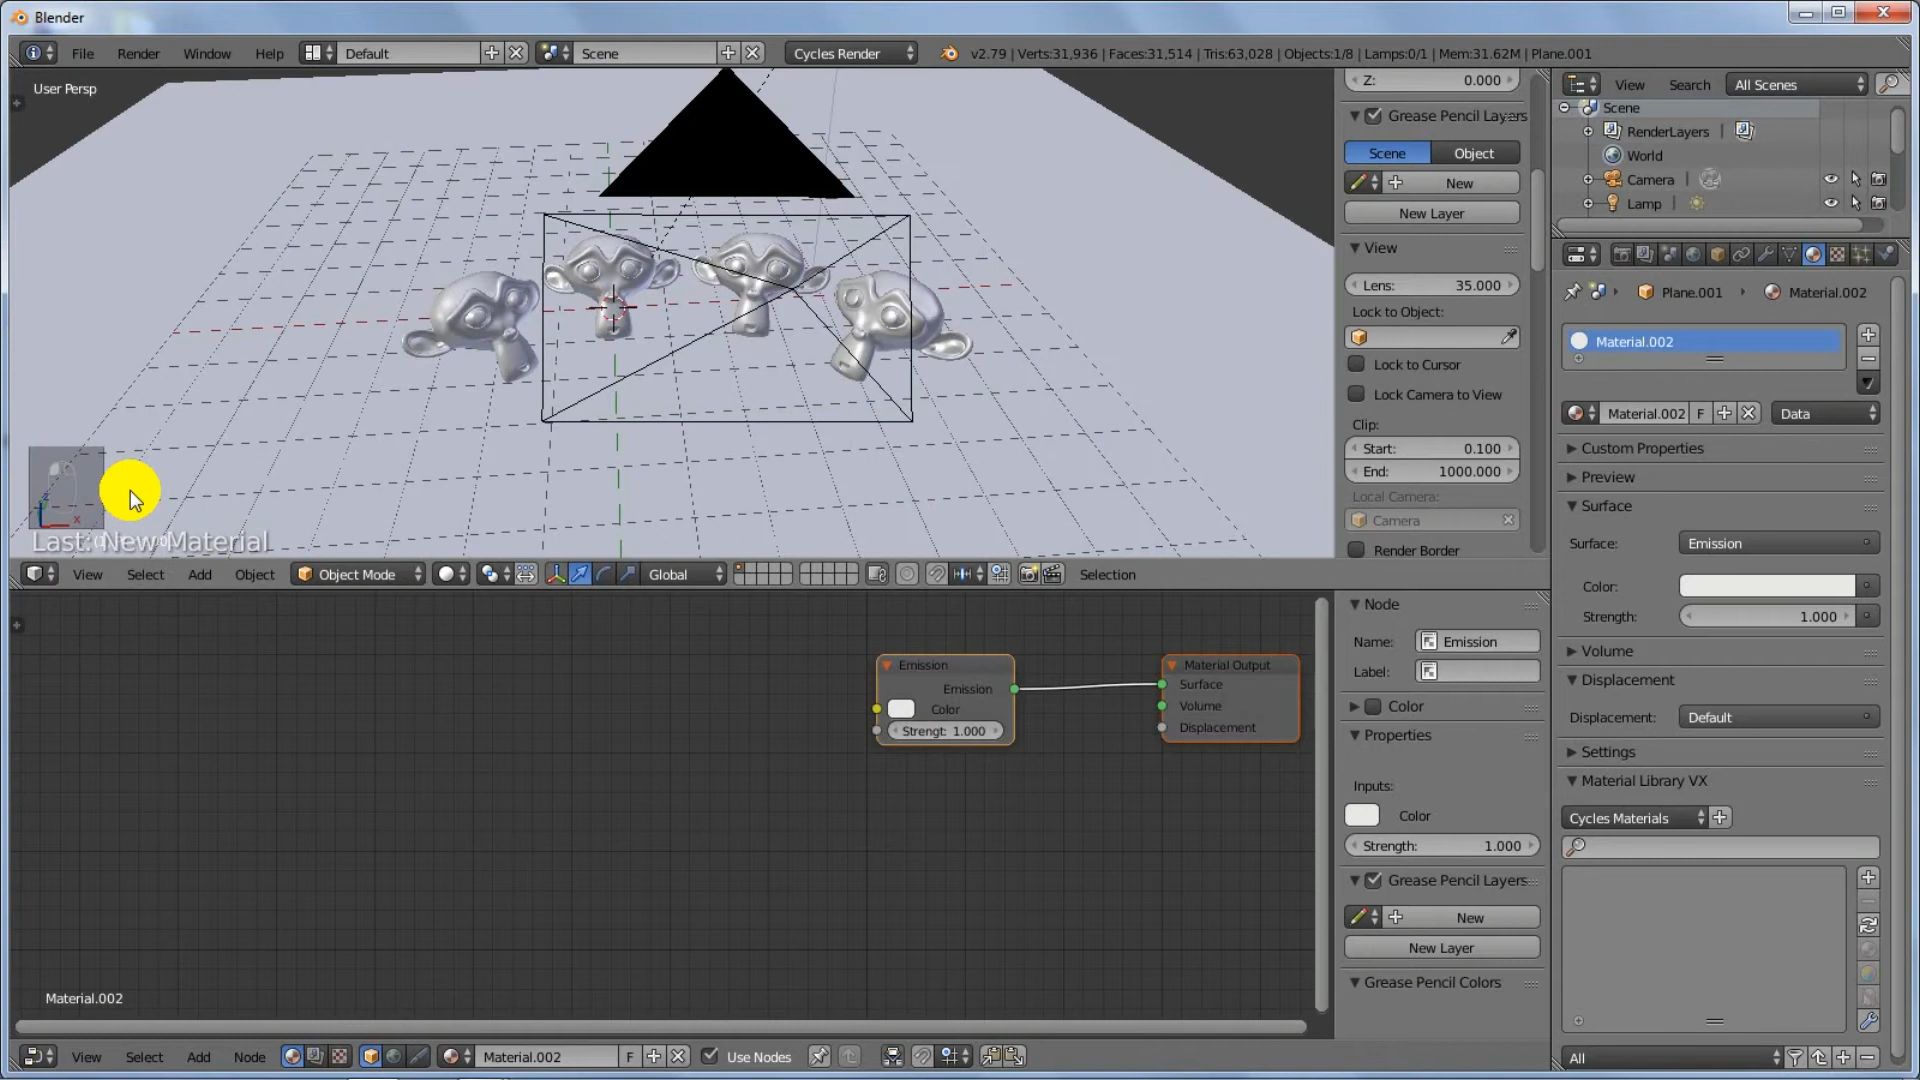 Blender
File Render Window Help Default Scene Cycles Render v2.79 | Verts:31,936 | Faces:31,514 | Tris:63,028 | Objects:1/8 | Lamps:0/1 | Mem:31.62M | Plane.001
User Persp
Last: New Material
View Select Add Object Object Mode Global Selection
Z: 0.000
Grease Pencil Layers
Scene Object
New
New Layer
View
Lens: 35.000
Lock to Object:
Lock to Cursor
Lock Camera to View
Clip:
Start: 0.100
End: 1000.000
Local Camera:
Camera
Render Border
View Search All Scenes
Scene
RenderLayers
World
Camera
Lamp
Plane.001 Material.002
Material.002
Material.002 F Data
Custom Properties
Preview
Surface
Surface: Emission
Color:
Strength: 1.000
Volume
Displacement
Displacement: Default
Settings
Material Library VX
Cycles Materials
All
Emission
Emission
Color
Strengt: 1.000
Material Output
Surface
Volume
Displacement
Material.002
Node
Name: Emission
Label:
Color
Properties
Inputs:
Color
Strength: 1.000
Grease Pencil Layers
New
New Layer
Grease Pencil Colors
View Select Add Node Material.002 F Use Nodes